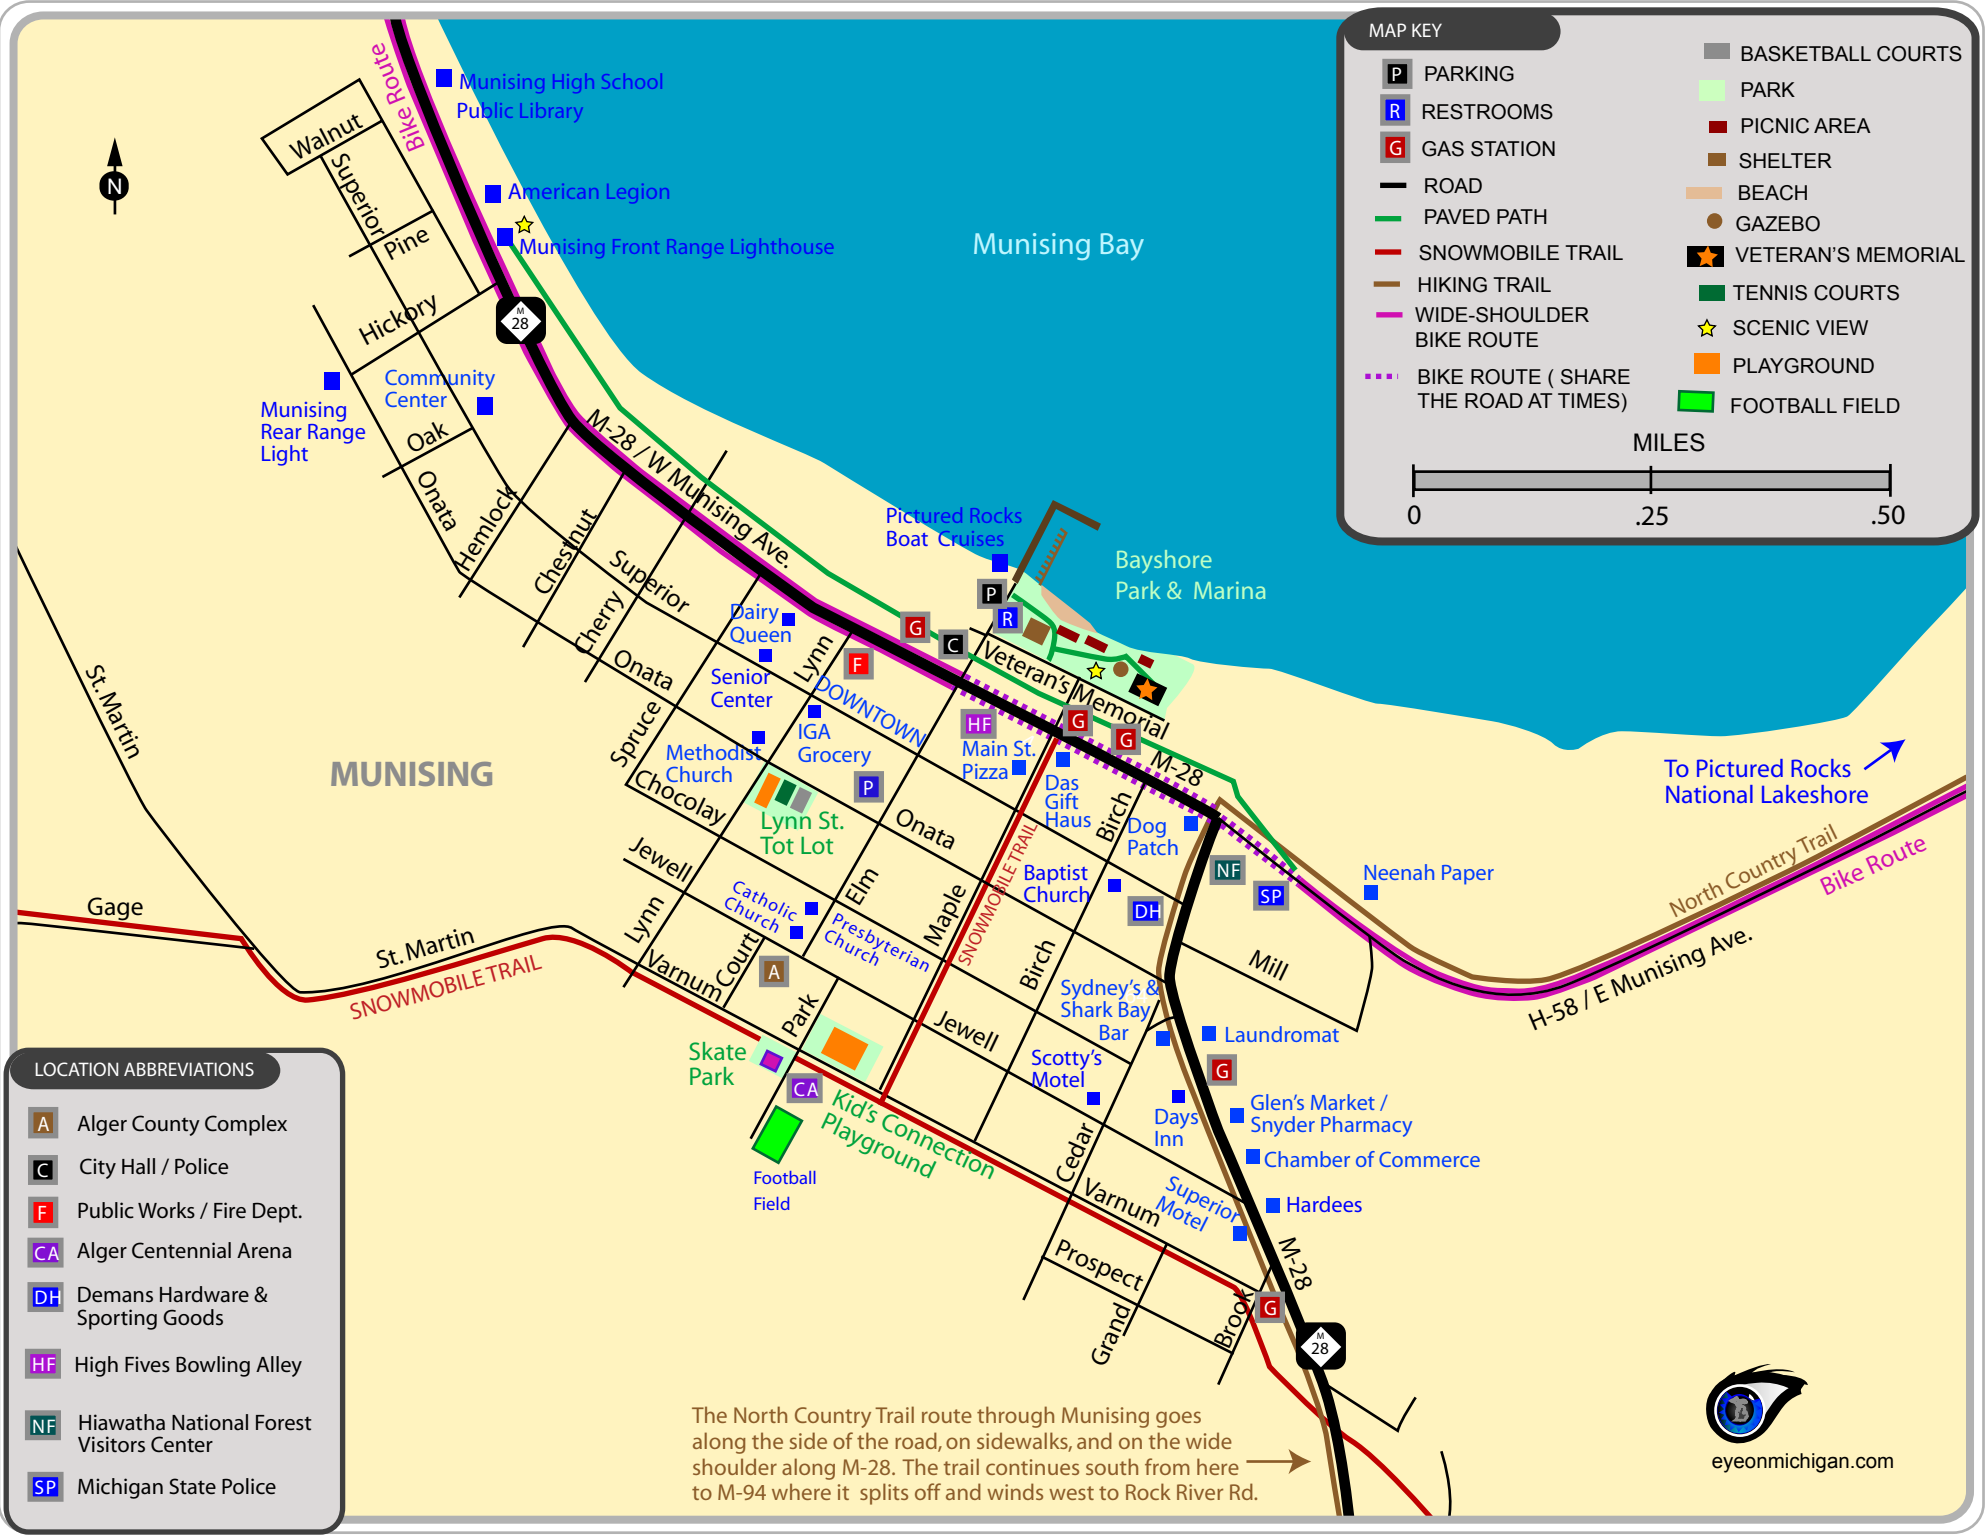 MAP KEY
P PARKING
R RESTROOMS
G GAS STATION
ROAD
PAVED PATH
SNOWMOBILE TRAIL
HIKING TRAIL
WIDE-SHOULDER
BIKE ROUTE
BIKE ROUTE ( SHARE
THE ROAD AT TIMES)
BASKETBALL COURTS
PARK
PICNIC AREA
SHELTER
BEACH
GAZEBO
VETERAN'S MEMORIAL
TENNIS COURTS
SCENIC VIEW
PLAYGROUND
FOOTBALL FIELD
MILES
0 .25 .50
Bike Route
Munising High School
Public Library
Walnut
Superior
N
American Legion
Munising Front Range Lighthouse
Munising Bay
Pine
Hickory
M
28
Community
Center
Munising
Rear Range
Light
Oak
Onata
Hemlock
Chestnut
Cherry
M-28 / W Munising Ave.
Superior
Pictured Rocks
Boat Cruises
Bayshore
Park & Marina
P
R
G
C
Veteran's Memorial
Dairy
Queen
Lynn
F
Senior
Center
DOWNTOWN
Onata
Spruce
HF
G
G
M-28
St. Martin
MUNISING
Methodist
Church
IGA
Grocery
Main St.
Pizza
Das
Gift
Haus
Birch
Dog
Patch
P
Chocolay
Lynn St.
Tot Lot
Onata
To Pictured Rocks
National Lakeshore
Jewell
Elm
Maple
SNOWMOBILE TRAIL
Baptist
Church
DH
NF
SP
Neenah Paper
North Country Trail
Bike Route
H-58 / E Munising Ave.
Gage
St. Martin
SNOWMOBILE TRAIL
Lynn
Catholic
Church
Presbyterian
Church
Court
Varnum
A
Park
Birch
Mill
Sydney's &
Shark Bay
Bar
Laundromat
G
Jewell
Scotty's
Motel
Skate
Park
CA
Kid's Connection
Playground
Days
Inn
Glen's Market /
Snyder Pharmacy
Chamber of Commerce
Football
Field
Cedar
Varnum
Superior
Motel
Hardees
M-28
Prospect
Grand
Brook
G
M
28
LOCATION ABBREVIATIONS
A Alger County Complex
C City Hall / Police
F Public Works / Fire Dept.
CA Alger Centennial Arena
DH Demans Hardware &
Sporting Goods
HF High Fives Bowling Alley
NF Hiawatha National Forest
Visitors Center
SP Michigan State Police
The North Country Trail route through Munising goes
along the side of the road, on sidewalks, and on the wide
shoulder along M-28. The trail continues south from here
to M-94 where it splits off and winds west to Rock River Rd.
eyeonmichigan.com